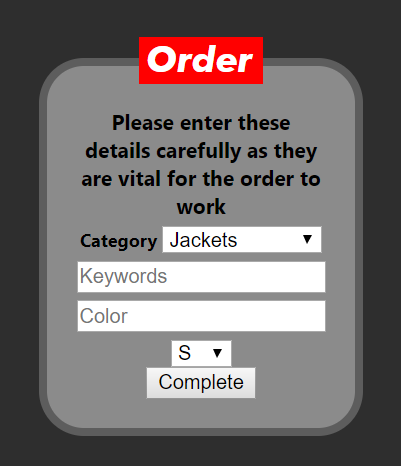 Order
Please enter these
details carefully as they
are vital for the order to
work
Category Jackets
Keywords
Color
S
Complete